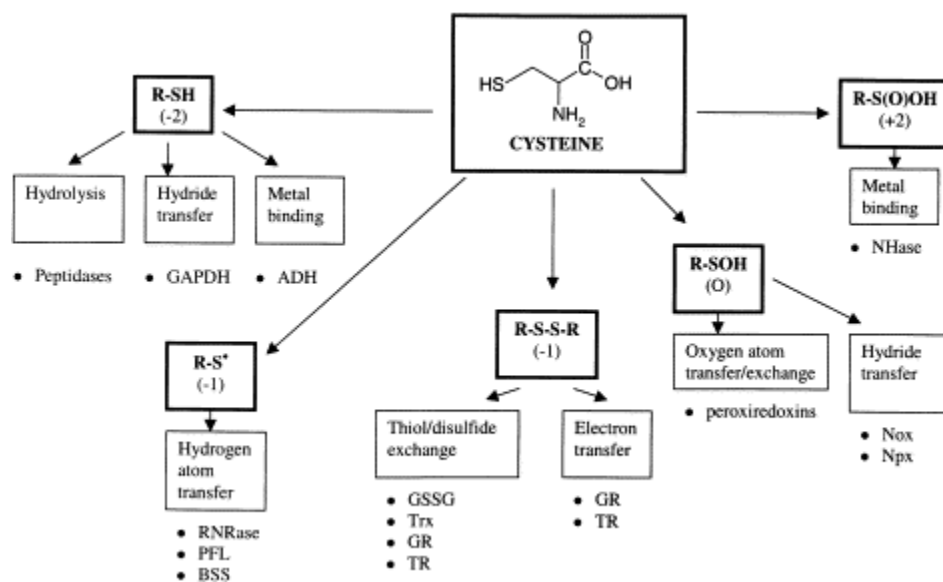 HS
O
C
OH
NH2
CYSTEINE
R-SH
(-2)
Hydrolysis
● Peptidases
Hydride
transfer
● GAPDH
Metal
binding
● ADH
R-S•
(-1)
Hydrogen
atom
transfer
● RNRase
● PFL
● BSS
R-S-S-R
(-1)
Thiol/disulfide
exchange
● GSSG
● Trx
● GR
● TR
Electron
transfer
● GR
● TR
R-SOH
(O)
Oxygen atom
transfer/exchange
● peroxiredoxins
Hydride
transfer
● Nox
● Npx
R-S(O)OH
(+2)
Metal
binding
● NHase